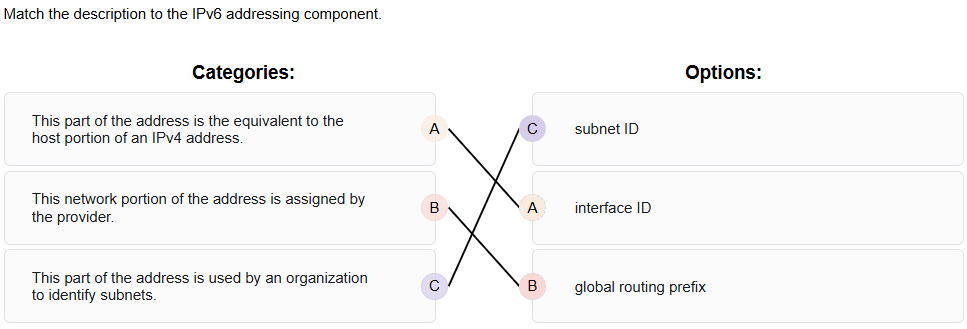 Match the description to the IPv6 addressing component.
Categories:
Options:
This part of the address is the equivalent to the
host portion of an IPv4 address.
A
C
subnet ID
This network portion of the address is assigned by
the provider.
B
A
interface ID
This part of the address is used by an organization
to identify subnets.
C
B
global routing prefix